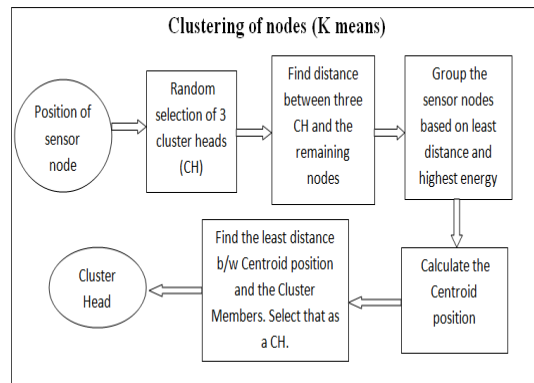 Clustering of nodes (K means)
Position of
sensor
node
Random
selection of 3
cluster heads
(CH)
Find distance
between three
CH and the
remaining
nodes
Group the
sensor nodes
based on least
distance and
highest energy
Calculate the
Centroid
position
Find the least distance
b/w Centroid position
and the Cluster
Members. Select that as
a CH.
Cluster
Head